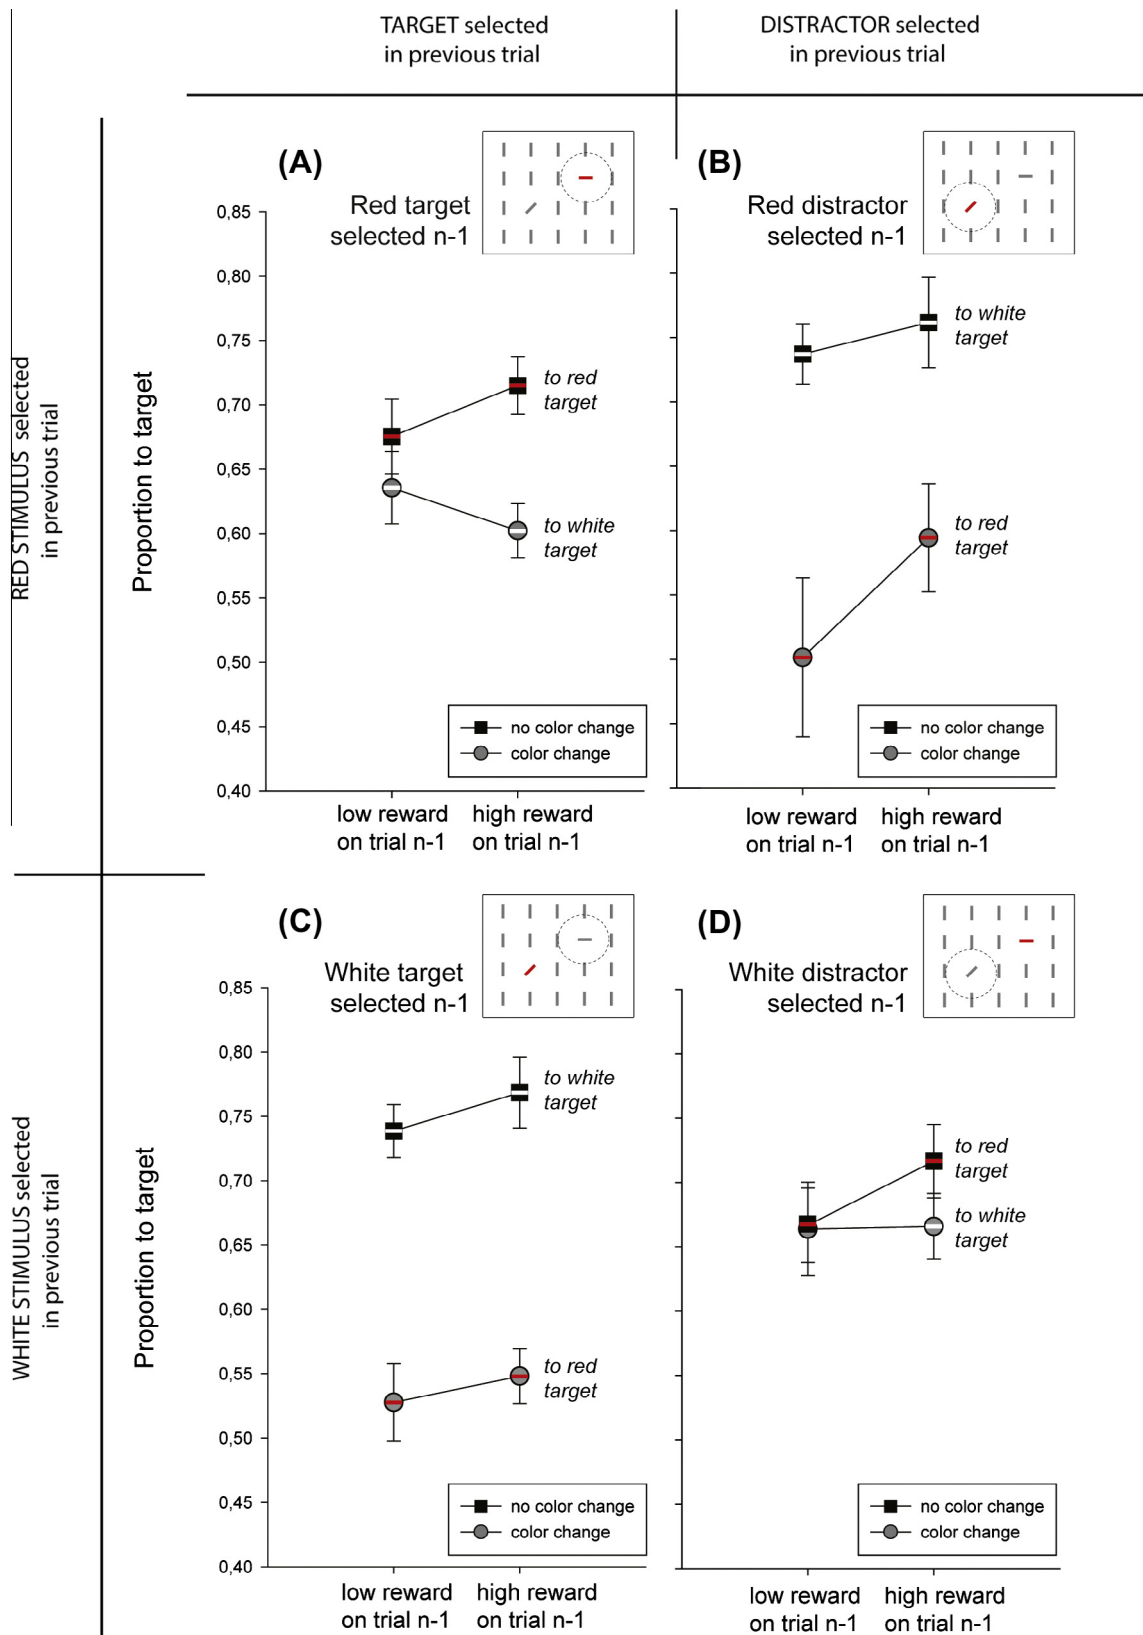 TARGET selected
in previous trial
DISTRACTOR selected
in previous trial
RED STIMULUS selected
in previous trial
(A)
Red target
selected n-1
Proportion to target
0,85
0,80
0,75
0,70
0,65
0,60
0,55
0,50
0,45
0,40
to red
target
to white
target
no color change
color change
low reward
on trial n-1
high reward
on trial n-1
(B)
Red distractor
selected n-1
to white
target
to red
target
no color change
color change
low reward
on trial n-1
high reward
on trial n-1
WHITE STIMULUS selected
in previous trial
(C)
White target
selected n-1
Proportion to target
0,85
0,80
0,75
0,70
0,65
0,60
0,55
0,50
0,45
0,40
to white
target
to red
target
no color change
color change
low reward
on trial n-1
high reward
on trial n-1
(D)
White distractor
selected n-1
to red
target
to white
target
no color change
color change
low reward
on trial n-1
high reward
on trial n-1